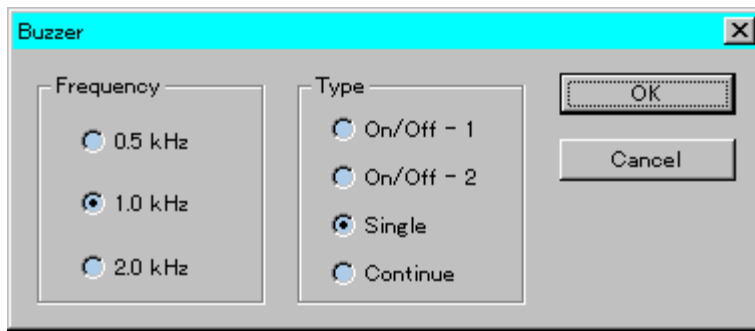 Buzzer
Frequency
0.5 kHz
1.0 kHz
2.0 kHz
Type
On/Off - 1
On/Off - 2
Single
Continue
OK
Cancel